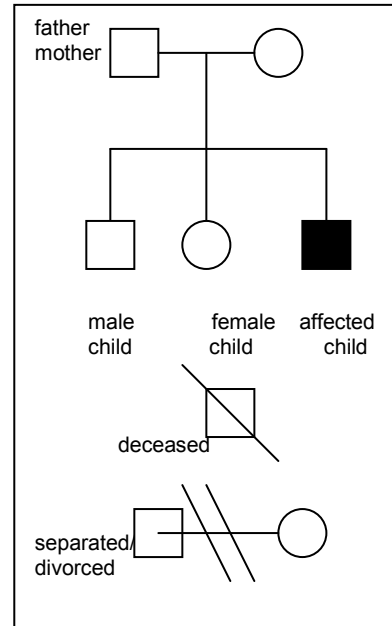 father
mother
male female affected
child child child
deceased
separated/
divorced